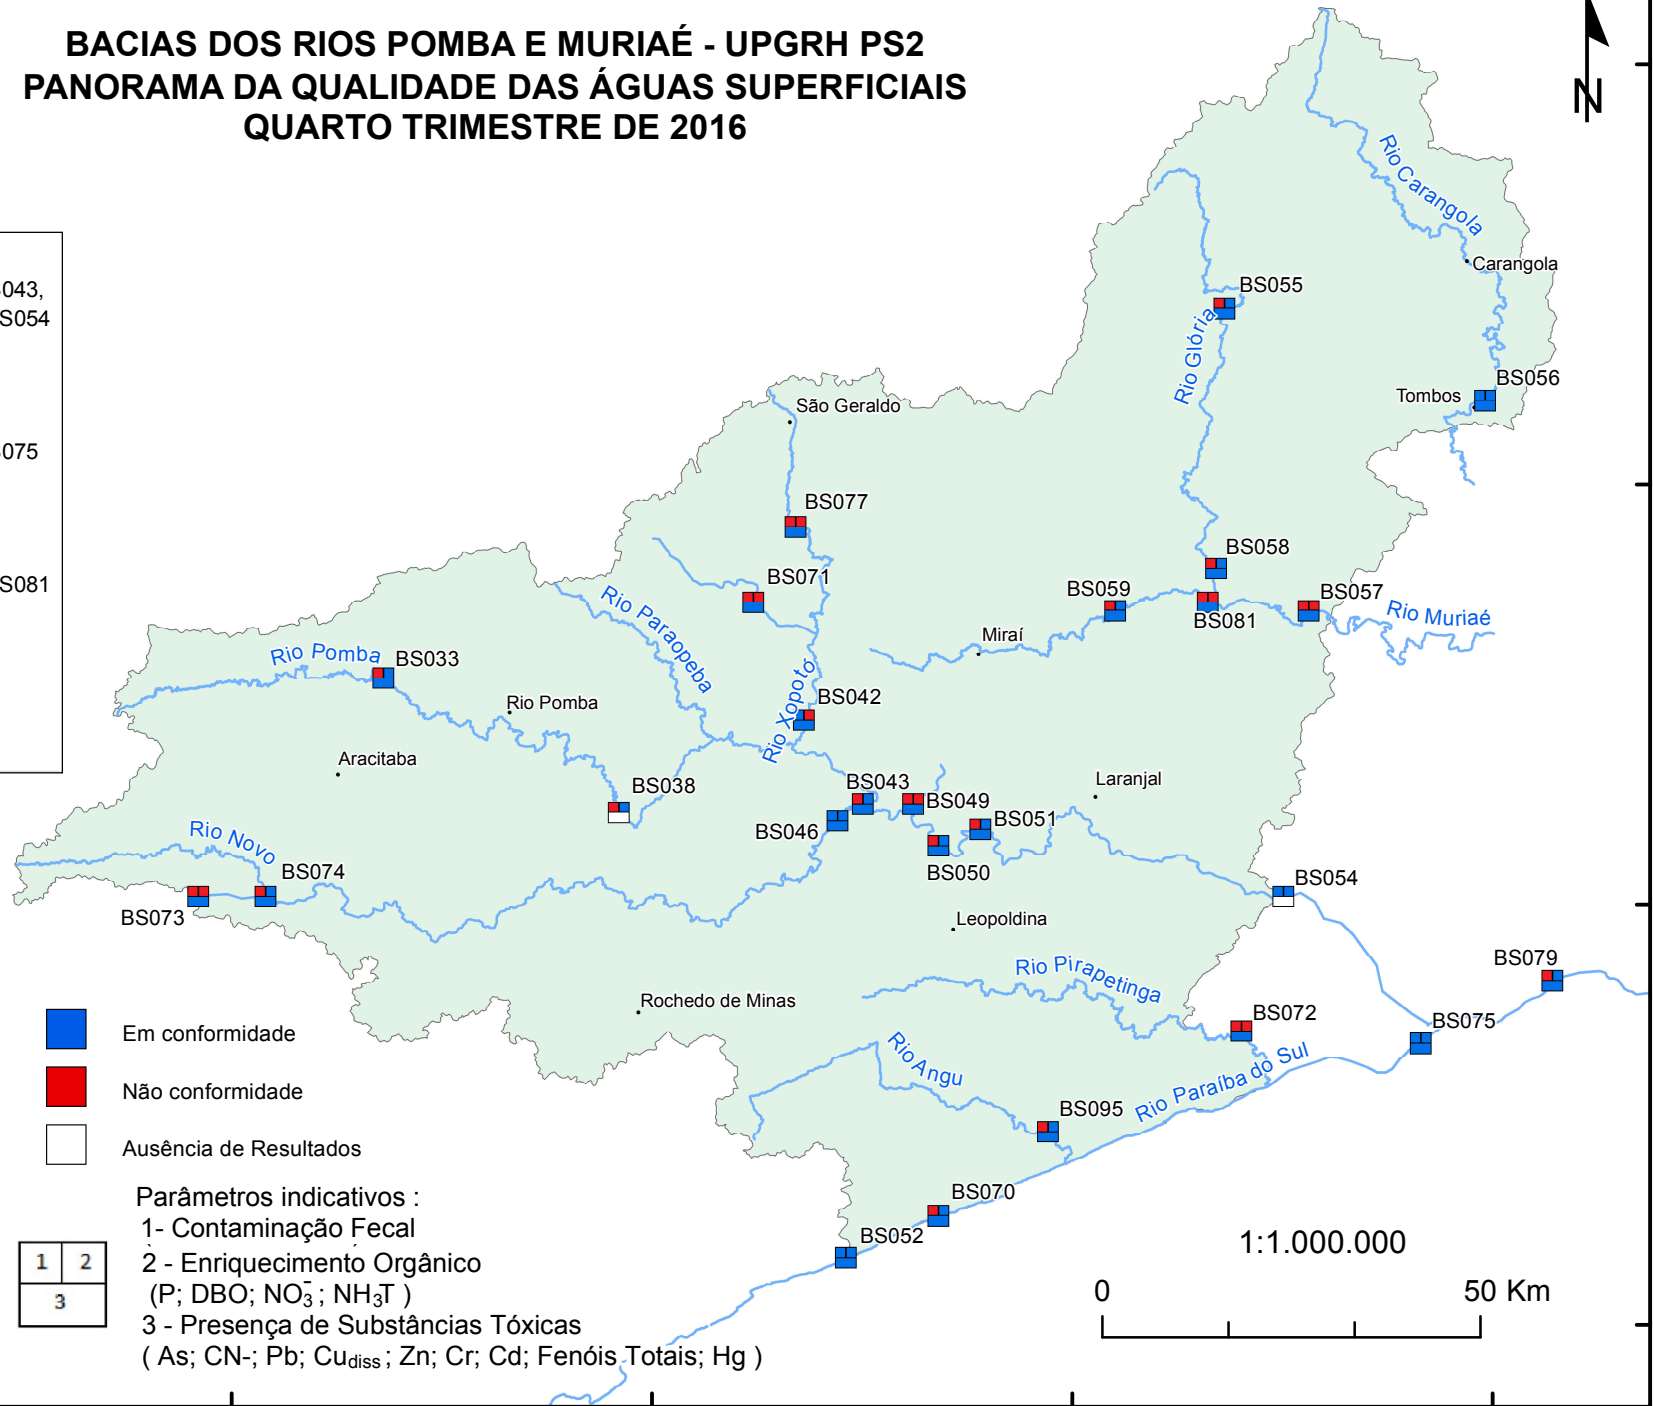 BACIAS DOS RIOS POMBA E MURIAÉ - UPGRH PS2
PANORAMA DA QUALIDADE DAS ÁGUAS SUPERFICIAIS
QUARTO TRIMESTRE DE 2016
N
Rio Carangola
Carangola
043,
S054
BS055
Rio Glória
BS056
Tombos
São Geraldo
075
BS077
BS058
BS071
S081
BS059
BS057
Rio Paraopeba
BS081
Rio Muriaé
Miraí
Rio Pomba
BS033
Rio Xopotó
BS042
Rio Pomba
Aracitaba
BS038
BS043
Laranjal
BS049
BS051
BS046
Rio Novo
BS074
BS050
BS054
BS073
Leopoldina
BS079
Rio Pirapetinga
Rochedo de Minas
BS072
BS075
Em conformidade
Rio Angu
Rio Paraíba do Sul
Não conformidade
BS095
Ausência de Resultados
Parâmetros indicativos :
BS070
1- Contaminação Fecal
BS052
1 2
3
2 - Enriquecimento Orgânico
(P; DBO; NO₃⁻; NH₃T )
3 - Presença de Substâncias Tóxicas
( As; CN-; Pb; Cu diss ; Zn; Cr; Cd; Fenóis Totais; Hg )
1:1.000.000
0 50 Km